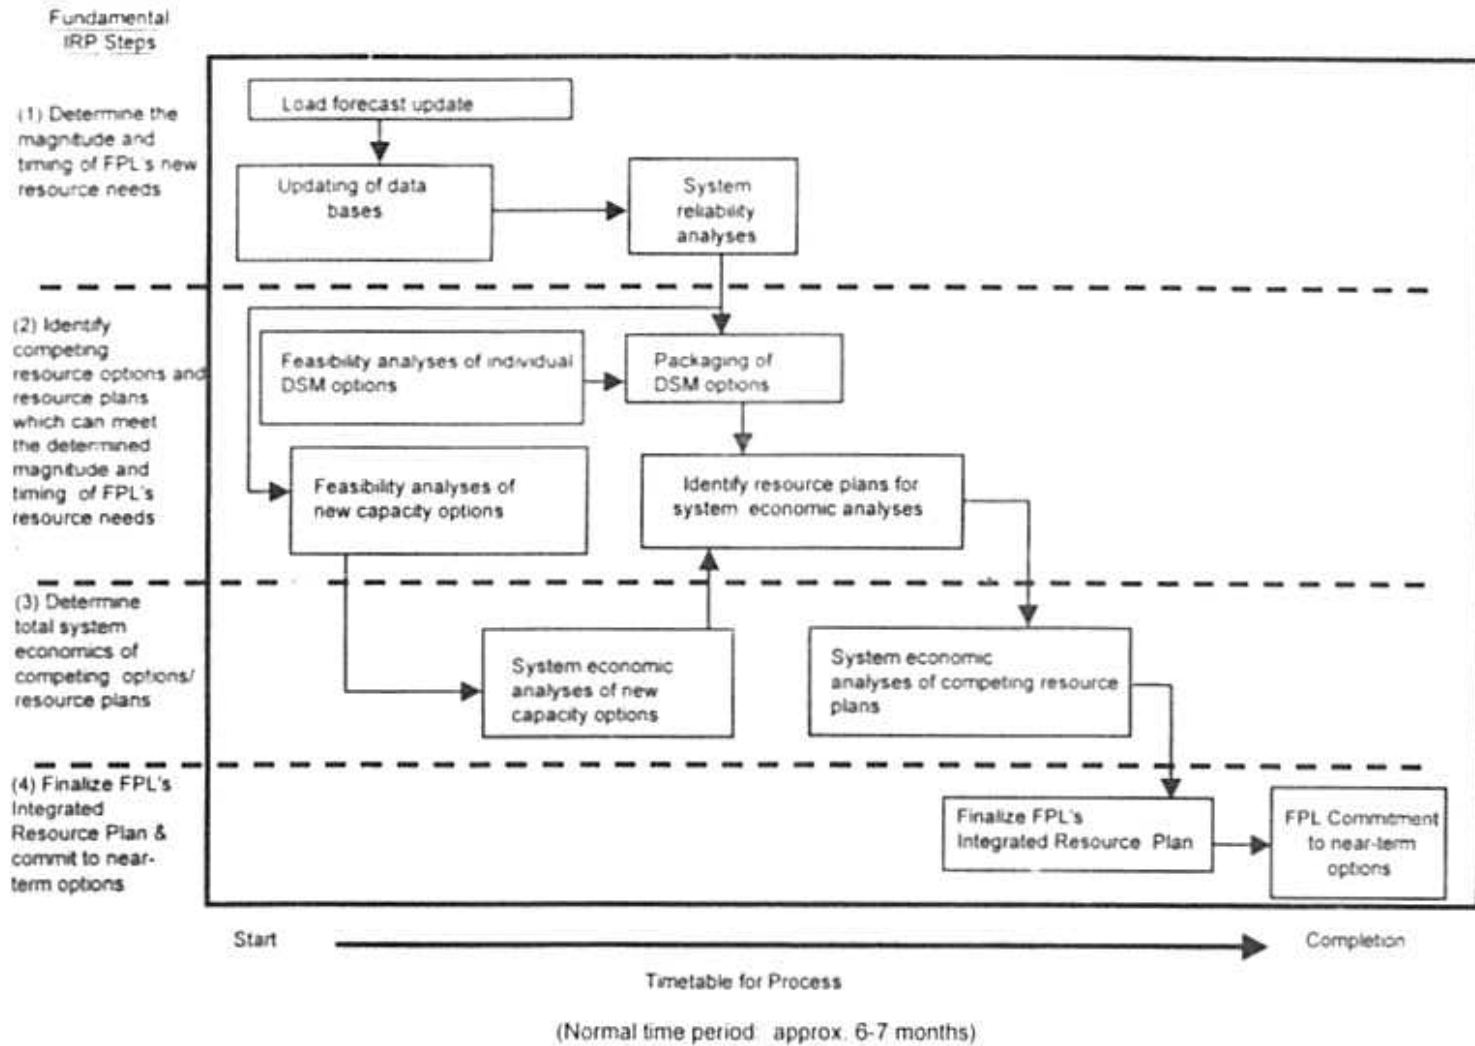 Fundamental
IRP Steps
(1) Determine the
magnitude and
timing of FPL's new
resource needs
Load forecast update
Updating of data
bases
System
reliability
analyses
(2) Identify
competing
resource options and
resource plans
which can meet
the determined
magnitude and
timing of FPL's
resource needs
Feasibility analyses of individual
DSM options
Packaging of
DSM options
Feasibility analyses of
new capacity options
Identify resource plans for
system economic analyses
(3) Determine
total system
economics of
competing options/
resource plans
System economic
analyses of new
capacity options
System economic
analyses of competing resource
plans
(4) Finalize FPL's
Integrated
Resource Plan &
commit to near-
term options
Finalize FPL's
Integrated Resource Plan
FPL Commitment
to near-term
options
Start
Completion
Timetable for Process
(Normal time period: approx. 6-7 months)